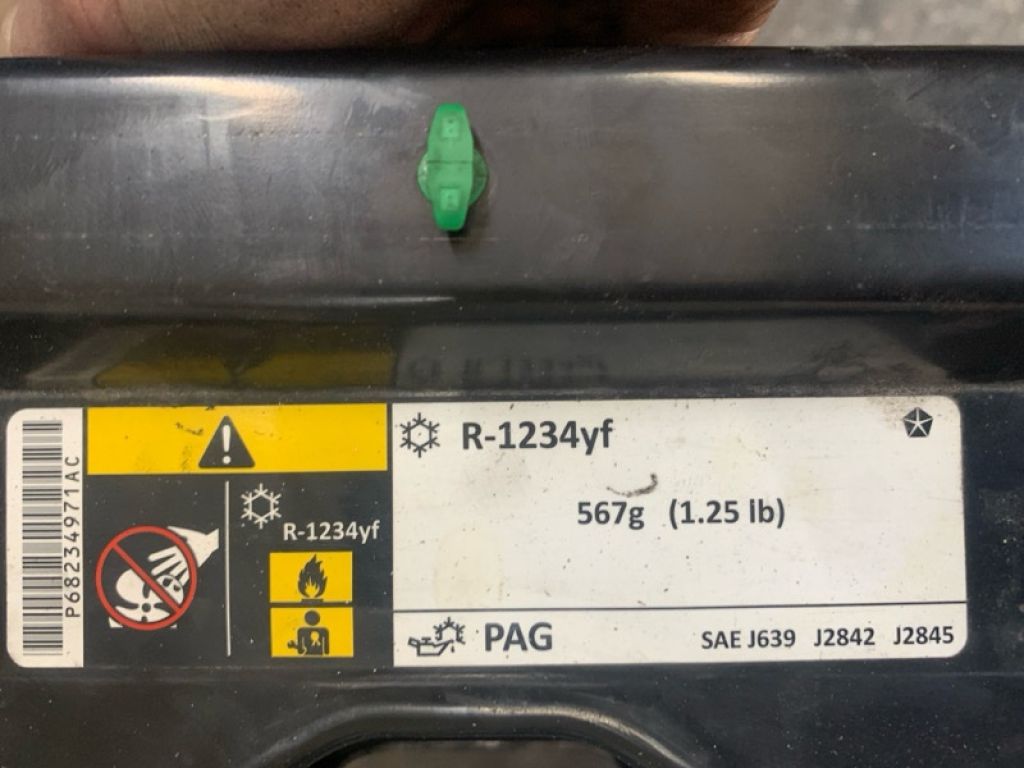 P68234971AC
R-1234yf
R-1234yf
567g (1.25 lb)
PAG
SAE J639 J2842 J2845